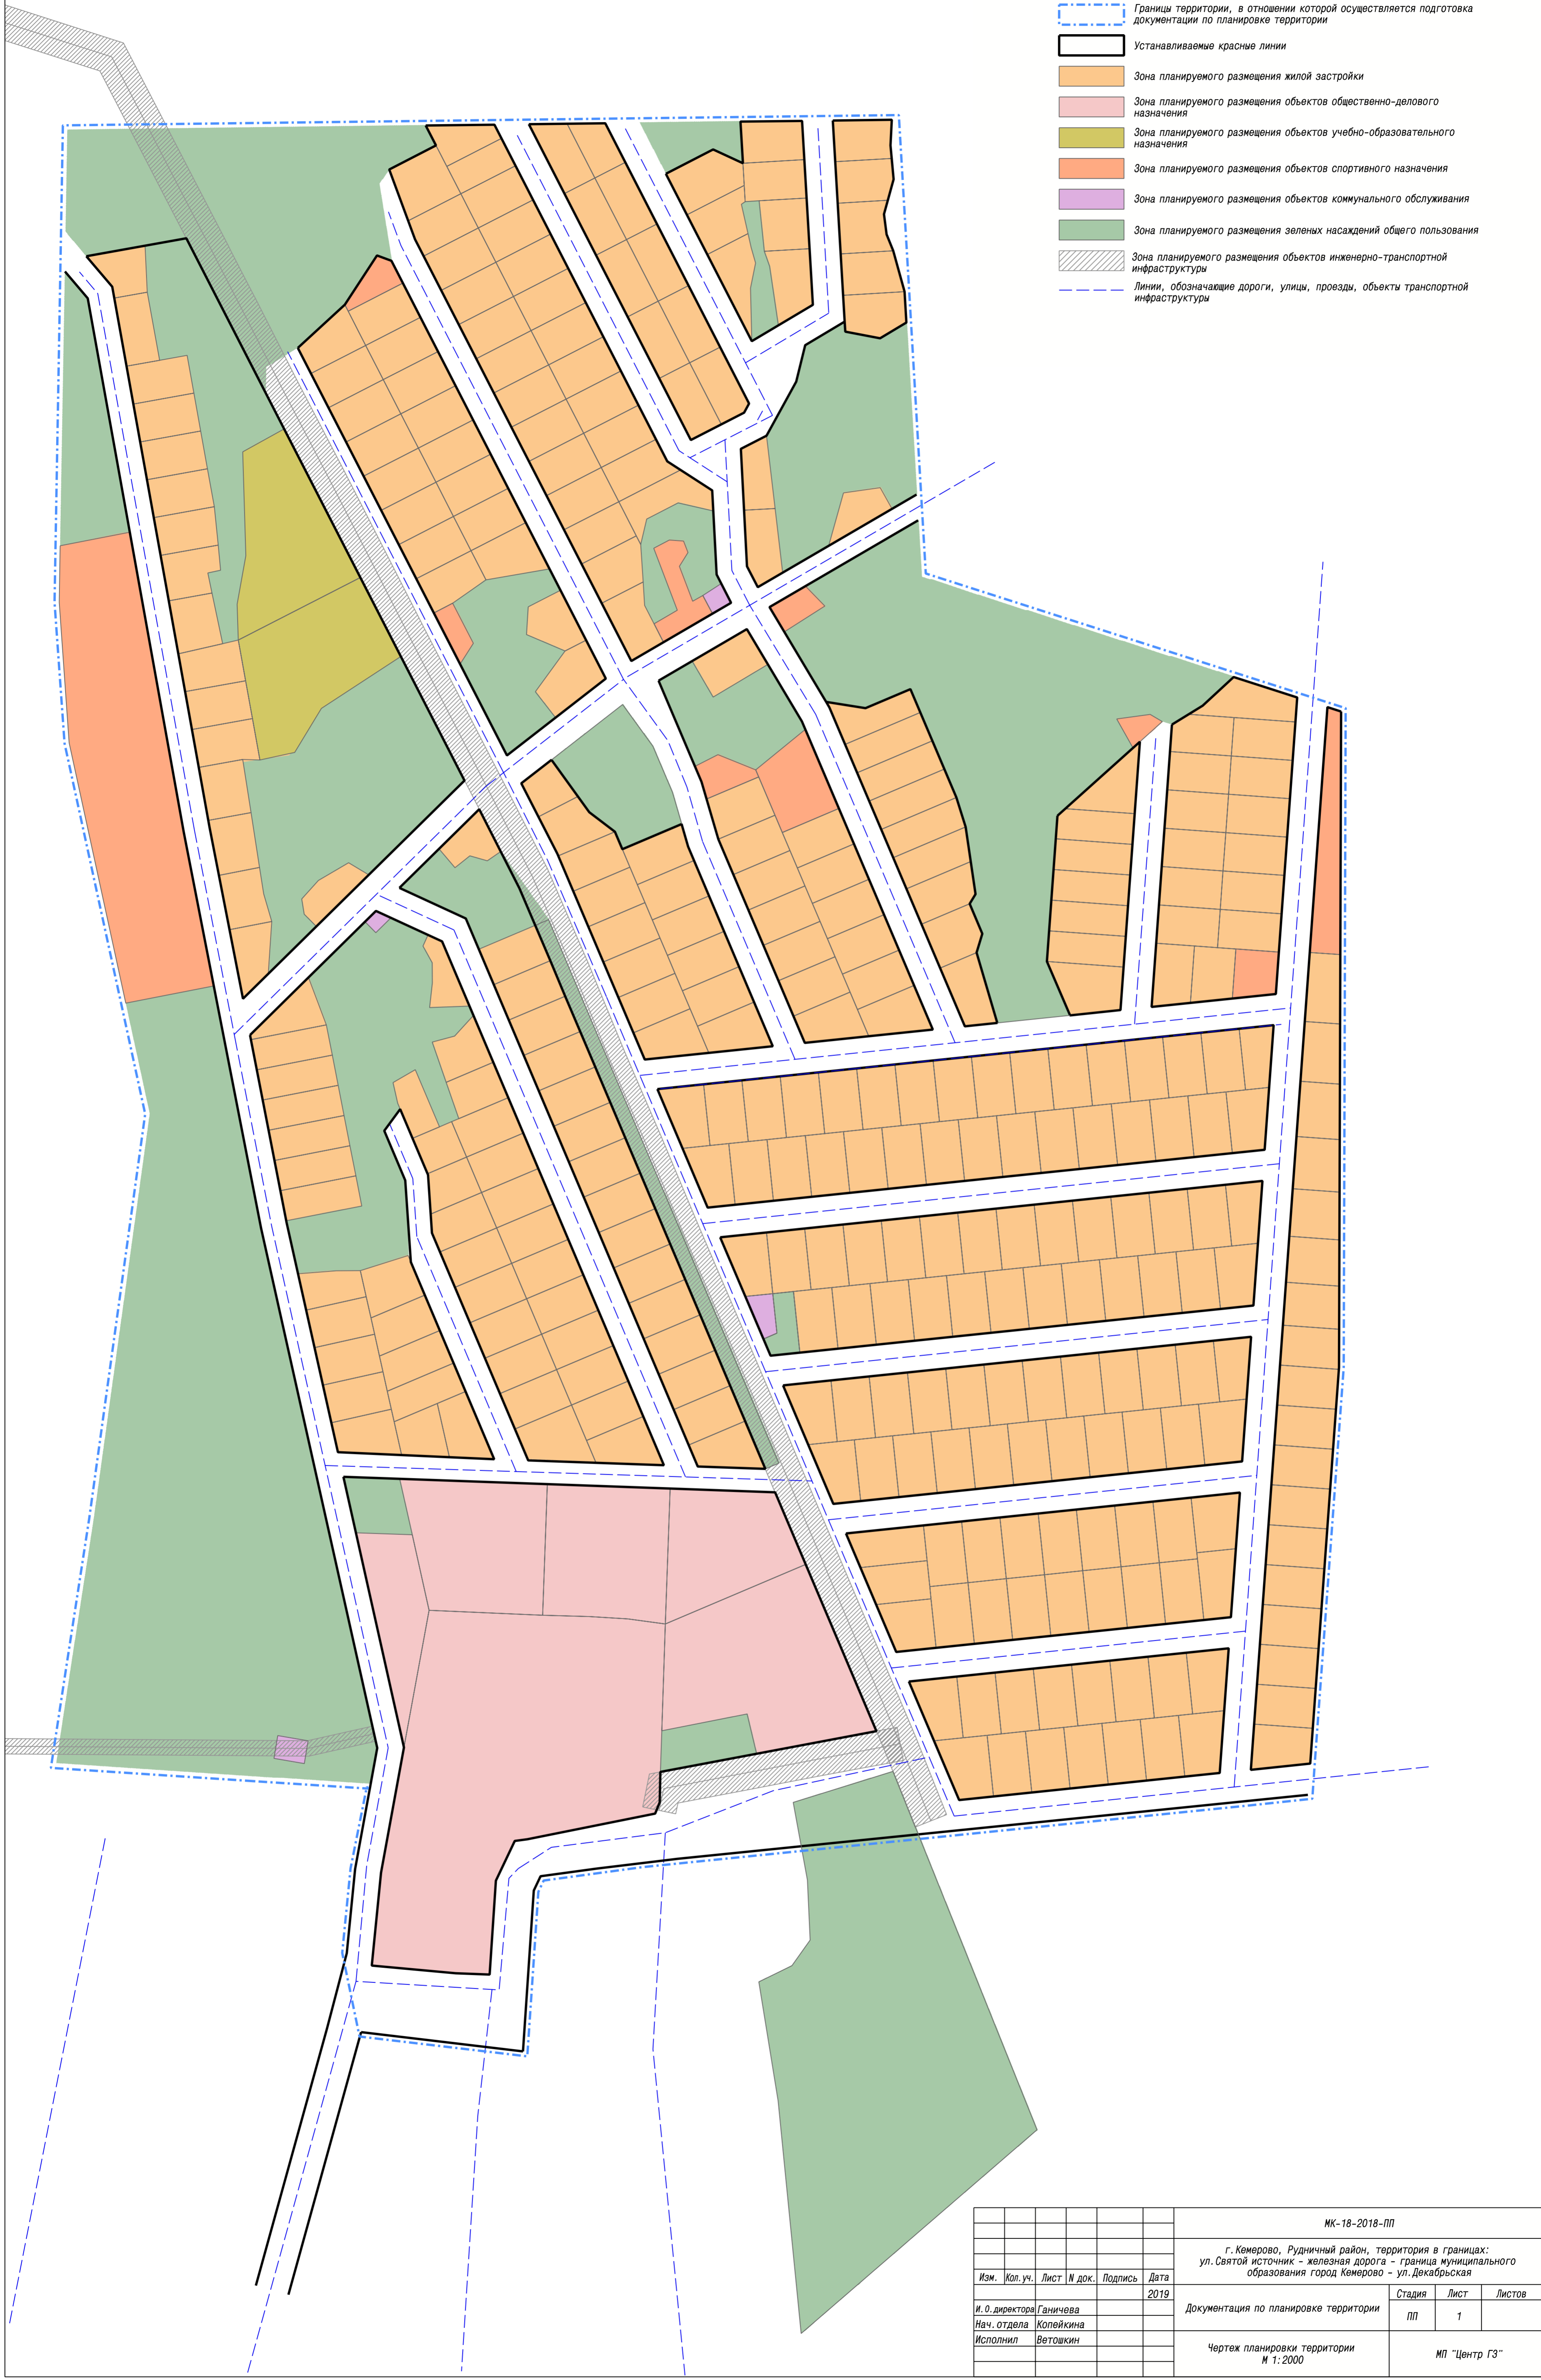 Границы территории, в отношении которой осуществляется подготовка
документации по планировке территории
Устанавливаемые красные линии
Зона планируемого размещения жилой застройки
Зона планируемого размещения объектов общественно-делового
назначения
Зона планируемого размещения объектов учебно-образовательного
назначения
Зона планируемого размещения объектов спортивного назначения
Зона планируемого размещения объектов коммунального обслуживания
Зона планируемого размещения зеленых насаждений общего пользования
Зона планируемого размещения объектов инженерно-транспортной
инфраструктуры
Линии, обозначающие дороги, улицы, проезды, объекты транспортной
инфраструктуры
МК-18-2018-ПП
г.Кемерово, Рудничный район, территория в границах:
ул.Святой источник - железная дорога - граница муниципального
образования город Кемерово - ул.Декабрьская
Изм. Кол.уч. Лист N док. Подпись Дата
2019
И.О.директора Ганичева
Нач.отдела Копейкина
Исполнил Ветошкин
Документация по планировке территории
Стадия Лист Листов
ПП 1
Чертеж планировки территории
М 1:2000
МП "Центр ГЗ"